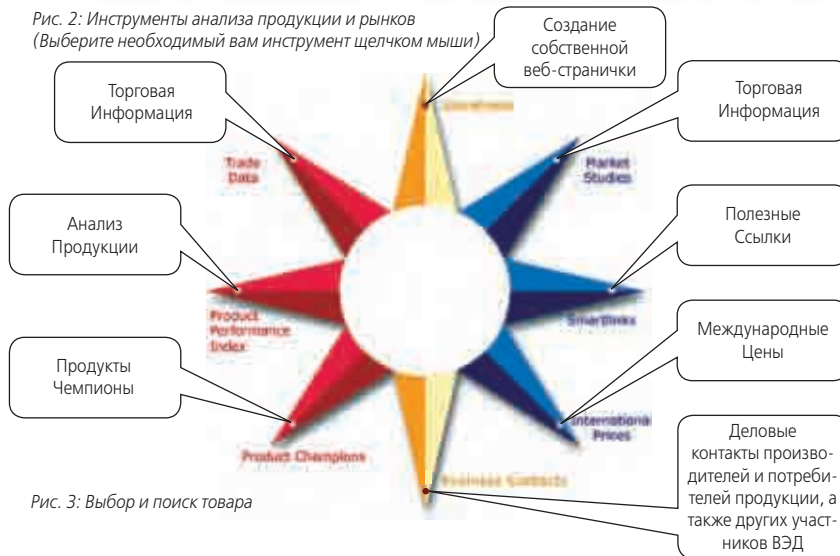 Рис. 2: Инструменты анализа продукции и рынков
(Выберите необходимый вам инструмент щелчком мыши)
Создание
собственной
веб-странички
Торговая
Информация
Торговая
Информация
Trade
Data
Market
Studies
Анализ
Продукции
Полезные
Ссылки
Product
Performance
Index
Smartlinks
Продукты
Чемпионы
Международные
Цены
International
Prices
Product Champions
Business Contacts
Деловые
контакты произво-
дителей и потреби-
телей продукции, а
также других участ-
ников ВЭД
Рис. 3: Выбор и поиск товара